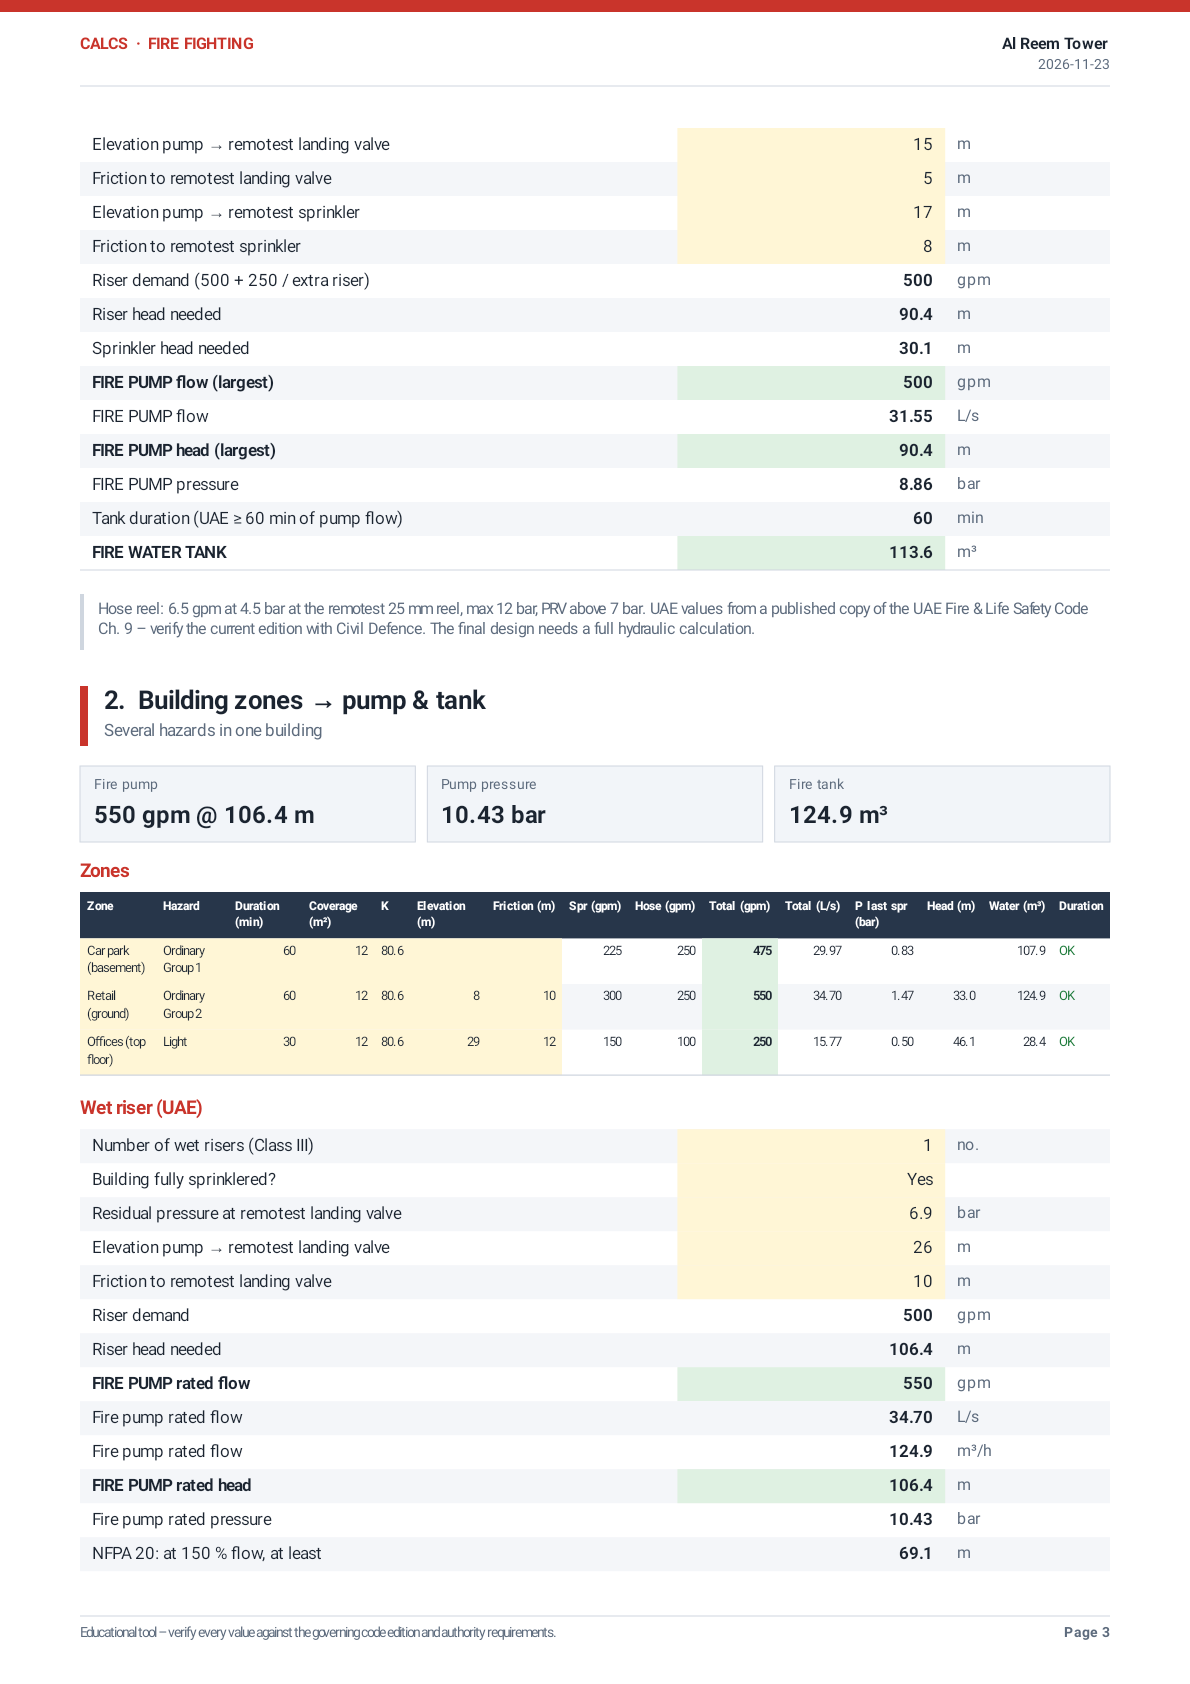 CALCS · FIRE FIGHTING
Al Reem Tower
2026-11-23
Elevation pump → remotest landing valve 15 m
Friction to remotest landing valve 5 m
Elevation pump → remotest sprinkler 17 m
Friction to remotest sprinkler 8 m
Riser demand (500 + 250 / extra riser) 500 gpm
Riser head needed 90.4 m
Sprinkler head needed 30.1 m
FIRE PUMP flow (largest) 500 gpm
FIRE PUMP flow 31.55 L/s
FIRE PUMP head (largest) 90.4 m
FIRE PUMP pressure 8.86 bar
Tank duration (UAE ≥ 60 min of pump flow) 60 min
FIRE WATER TANK 113.6 m³
Hose reel: 6.5 gpm at 4.5 bar at the remotest 25 mm reel, max 12 bar, PRV above 7 bar. UAE values from a published copy of the UAE Fire & Life Safety Code
Ch. 9 – verify the current edition with Civil Defence. The final design needs a full hydraulic calculation.
2. Building zones → pump & tank
Several hazards in one building
Fire pump Pump pressure Fire tank
550 gpm @ 106.4 m 10.43 bar 124.9 m³
Zones
Zone Hazard Duration Coverage K Elevation Friction (m) Spr (gpm) Hose (gpm) Total (gpm) Total (L/s) P last spr Head (m) Water (m³) Duration
(min) (m²) (m) (bar)
Car park Ordinary 60 12 80.6 225 250 475 29.97 0.83 107.9 OK
(basement) Group 1
Retail Ordinary 60 12 80.6 8 10 300 250 550 34.70 1.47 33.0 124.9 OK
(ground) Group 2
Offices (top Light 30 12 80.6 29 12 150 100 250 15.77 0.50 46.1 28.4 OK
floor)
Wet riser (UAE)
Number of wet risers (Class III) 1 no.
Building fully sprinklered? Yes
Residual pressure at remotest landing valve 6.9 bar
Elevation pump → remotest landing valve 26 m
Friction to remotest landing valve 10 m
Riser demand 500 gpm
Riser head needed 106.4 m
FIRE PUMP rated flow 550 gpm
Fire pump rated flow 34.70 L/s
Fire pump rated flow 124.9 m³/h
FIRE PUMP rated head 106.4 m
Fire pump rated pressure 10.43 bar
NFPA 20: at 150 % flow, at least 69.1 m
Educational tool – verify every value against the governing code edition and authority requirements.
Page 3